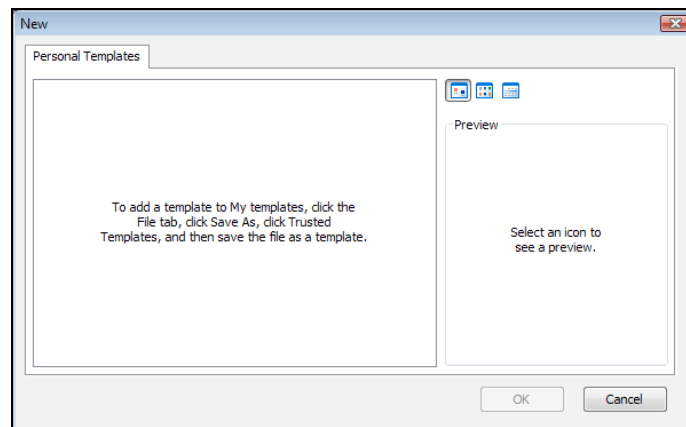 New
Personal Templates
To add a template to My templates, click the
File tab, click Save As, click Trusted
Templates, and then save the file as a template.
Preview
Select an icon to
see a preview.
OK
Cancel